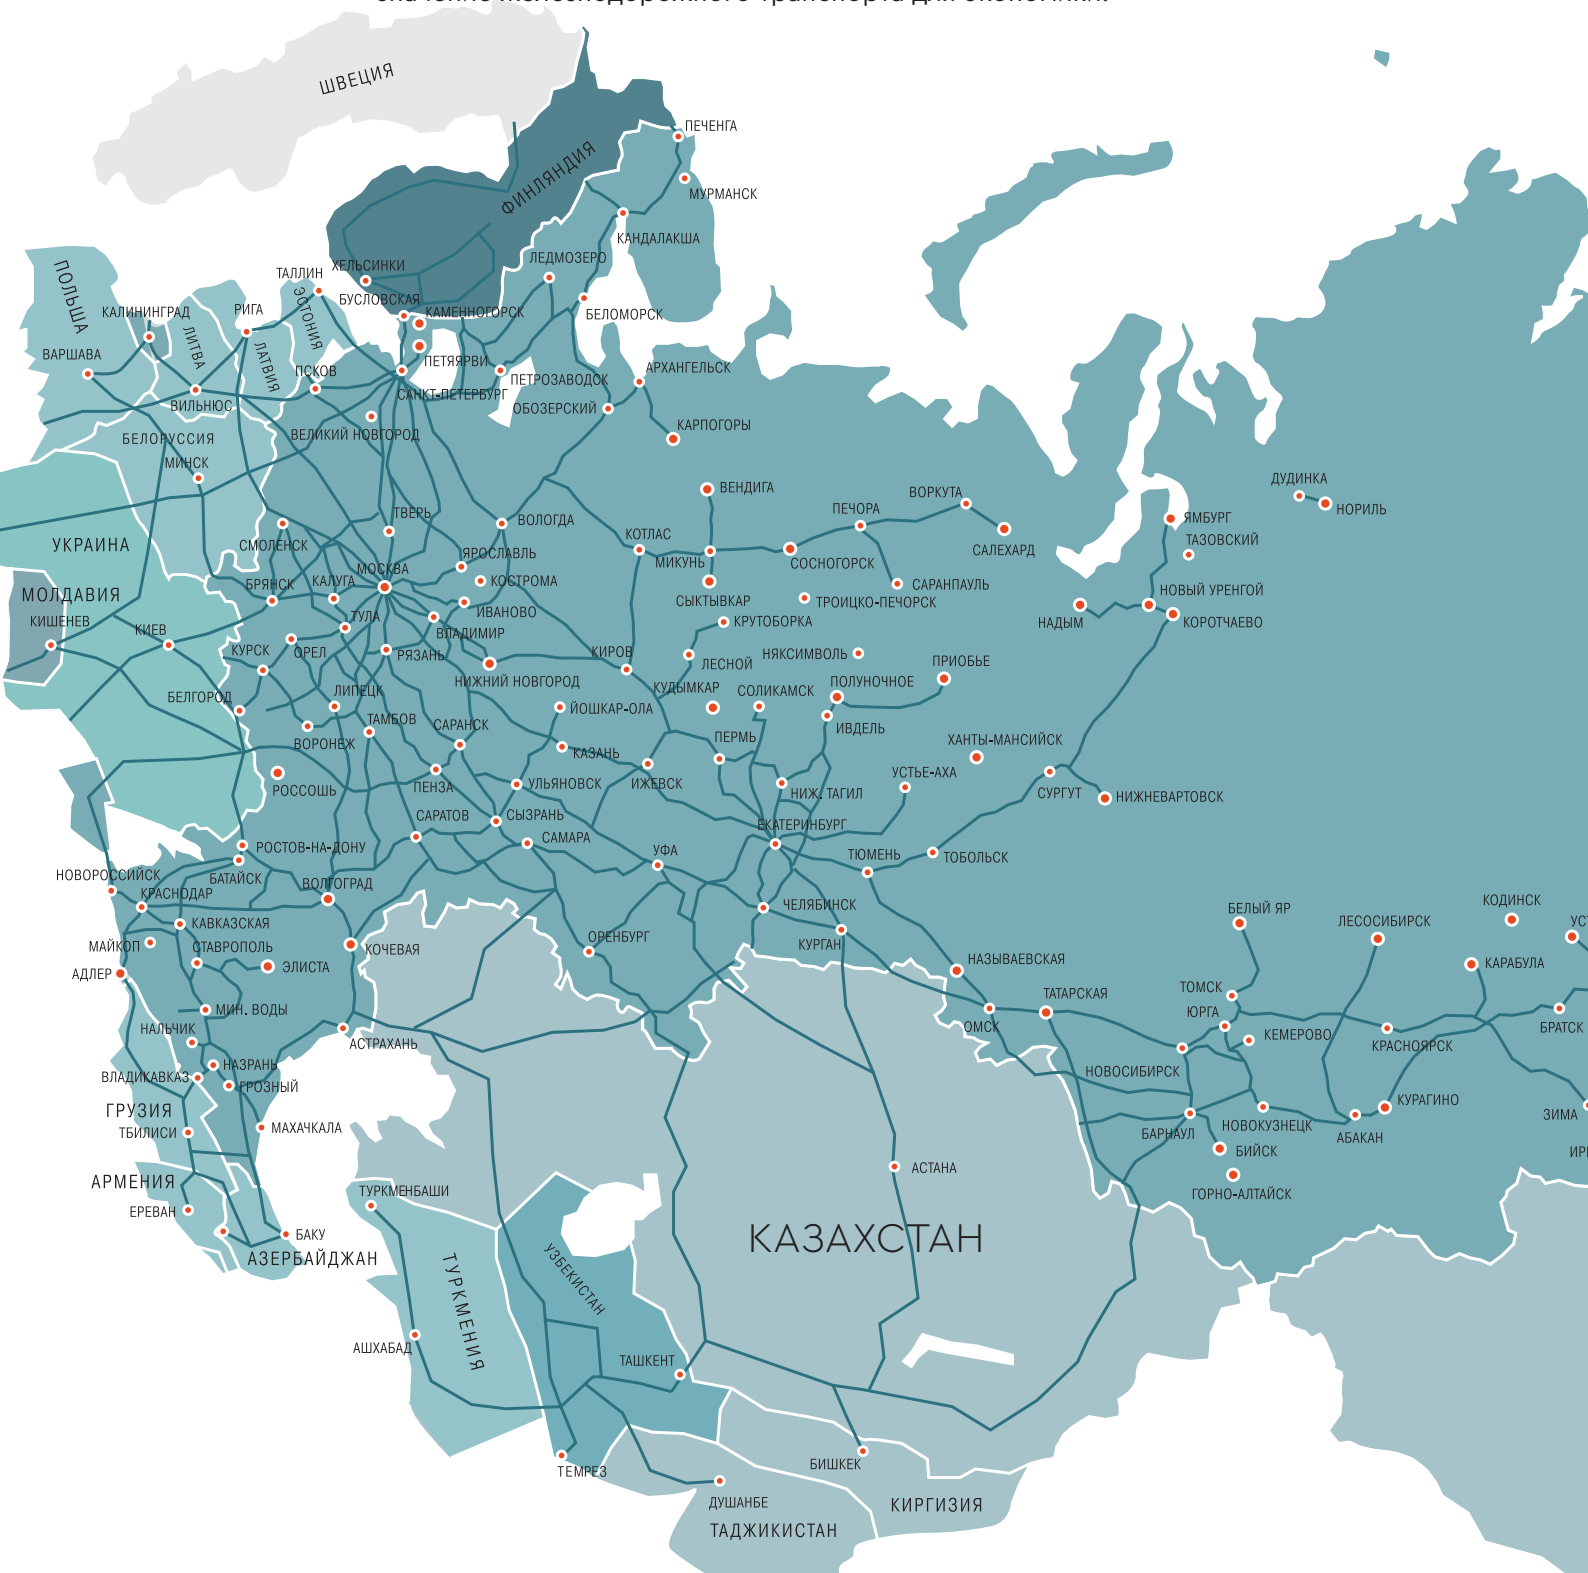 значение железнодорожного транспорта для экономики.
ШВЕЦИЯ
ПЕЧЕНГА
ФИНЛЯНДИЯ
МУРМАНСК
КАНДАЛАКША
ЛЕДМОЗЕРО
ПОЛЬША
ТАЛЛИН
ХЕЛЬСИНКИ
ЭСТОНИЯ
БУСЛОВСКАЯ
КАЛИНИНГРАД
РИГА
КАМЕННОГОРСК
БЕЛОМОРСК
ЛИТВА
ЛАТВИЯ
ВАРШАВА
ПСКОВ
ПЕТЯЯРВИ
АРХАНГЕЛЬСК
ПЕТРОЗАВОДСК
САНКТ-ПЕТЕРБУРГ
ВИЛЬНЮС
ОБОЗЕРСКИЙ
КАРПОГОРЫ
БЕЛОРУССИЯ
ВЕЛИКИЙ НОВГОРОД
МИНСК
ДУДИНКА
ВЕНДИГА
ВОРКУТА
НОРИЛЬ
ПЕЧОРА
ТВЕРЬ
ВОЛОГДА
ЯМБУРГ
КОТЛАС
ТАЗОВСКИЙ
УКРАИНА
СМОЛЕНСК
ЯРОСЛАВЛЬ
МИКУНЬ
СОСНОГОРСК
САЛЕХАРД
МОСКВА
БРЯНСК
КАЛУГА
КОСТРОМА
САРАНПАУЛЬ
НОВЫЙ УРЕНГОЙ
МОЛДАВИЯ
СЫКТЫВКАР
ТРОИЦКО-ПЕЧОРСК
ИВАНОВО
КИШЕНЕВ
КИЕВ
ТУЛА
ВЛАДИМИР
КРУТОБОРКА
НАДЫМ
КОРОТЧАЕВО
КУРСК
ОРЕЛ
РЯЗАНЬ
КИРОВ
ЛЕСНОЙ
НЯКСИМВОЛЬ
ПРИОБЬЕ
НИЖНИЙ НОВГОРОД
КУДЫМКАР
СОЛИКАМСК
ПОЛУНОЧНОЕ
БЕЛГОРОД
ЛИПЕЦК
ЙОШКАР-ОЛА
ТАМБОВ
САРАНСК
ИВДЕЛЬ
ВОРОНЕЖ
ПЕРМЬ
ХАНТЫ-МАНСИЙСК
КАЗАНЬ
УСТЬЕ-АХА
РОССОШЬ
ПЕНЗА
УЛЬЯНОВСК
ИЖЕВСК
НИЖ. ТАГИЛ
СУРГУТ
НИЖНЕВАРТОВСК
САРАТОВ
СЫЗРАНЬ
ЕКАТЕРИНБУРГ
САМАРА
РОСТОВ-НА-ДОНУ
УФА
ТЮМЕНЬ
ТОБОЛЬСК
НОВОРОССИЙСК
БАТАЙСК
ВОЛГОГРАД
КРАСНОДАР
ЧЕЛЯБИНСК
КОДИНСК
БЕЛЫЙ ЯР
ЛЕСОСИБИРСК
УСТ
КАВКАЗСКАЯ
МАЙКОП
СТАВРОПОЛЬ
КОЧЕВАЯ
ОРЕНБУРГ
КУРГАН
НАЗЫВАЕВСКАЯ
КАРАБУЛА
АДЛЕР
ЭЛИСТА
ТОМСК
ТАТАРСКАЯ
МИН. ВОДЫ
ЮРГА
ОМСК
НАЛЬЧИК
АСТРАХАНЬ
КЕМЕРОВО
КРАСНОЯРСК
БРАТСК
НАЗРАНЬ
ВЛАДИКАВКАЗ
ГРОЗНЫЙ
НОВОСИБИРСК
КУРАГИНО
ГРУЗИЯ
ЗИМА
ТБИЛИСИ
МАХАЧКАЛА
БАРНАУЛ
НОВОКУЗНЕЦК
АБАКАН
БИЙСК
ИРІ
АСТАНА
АРМЕНИЯ
ТУРКМЕНБАШИ
ГОРНО-АЛТАЙСК
ЕРЕВАН
БАКУ
КАЗАХСТАН
АЗЕРБАЙДЖАН
УЗБЕКИСТАН
ТУРКМЕНИЯ
АШХАБАД
ТАШКЕНТ
БИШКЕК
ТЕМРЕЗ
ДУШАНБЕ
КИРГИЗИЯ
ТАДЖИКИСТАН